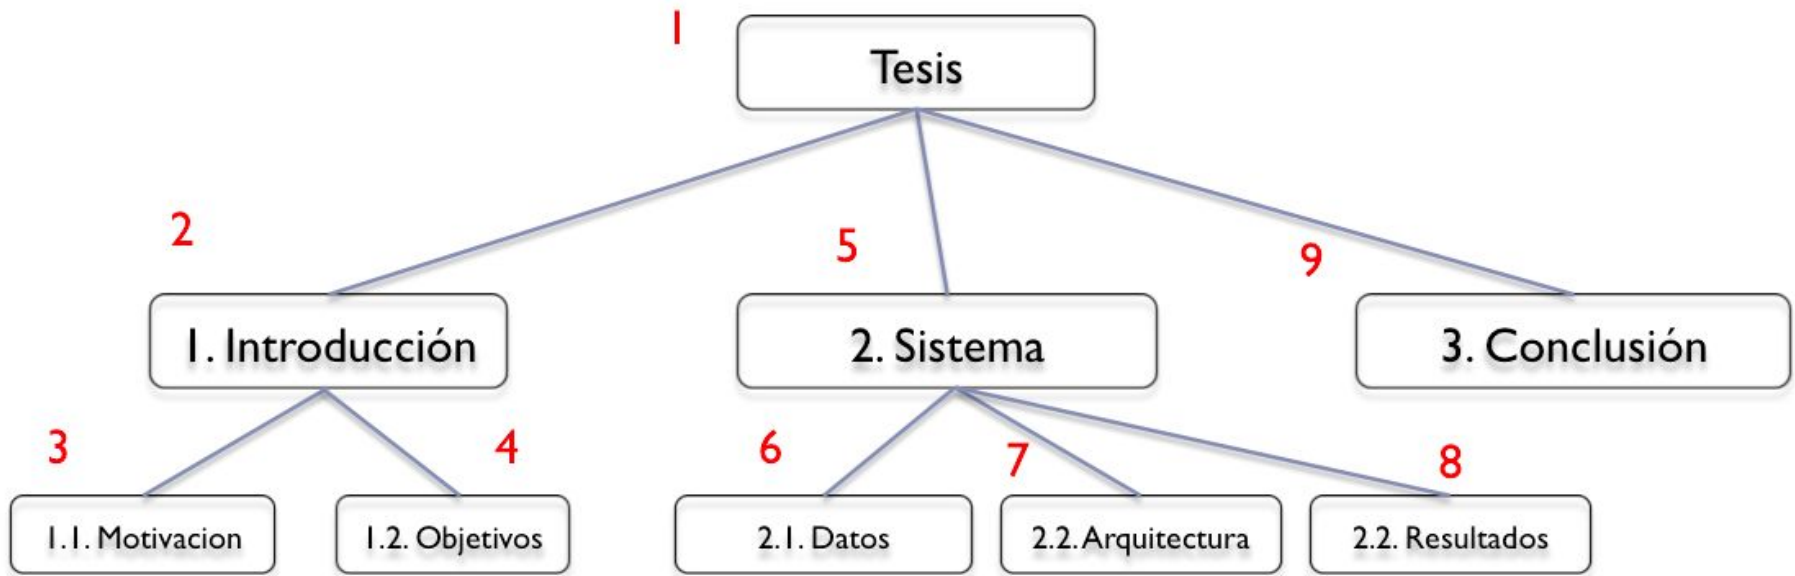 1
Tesis
2
5
9
1. Introducción
2. Sistema
3. Conclusión
3
4
6
7
8
1.1. Motivacion
1.2. Objetivos
2.1. Datos
2.2. Arquitectura
2.2. Resultados